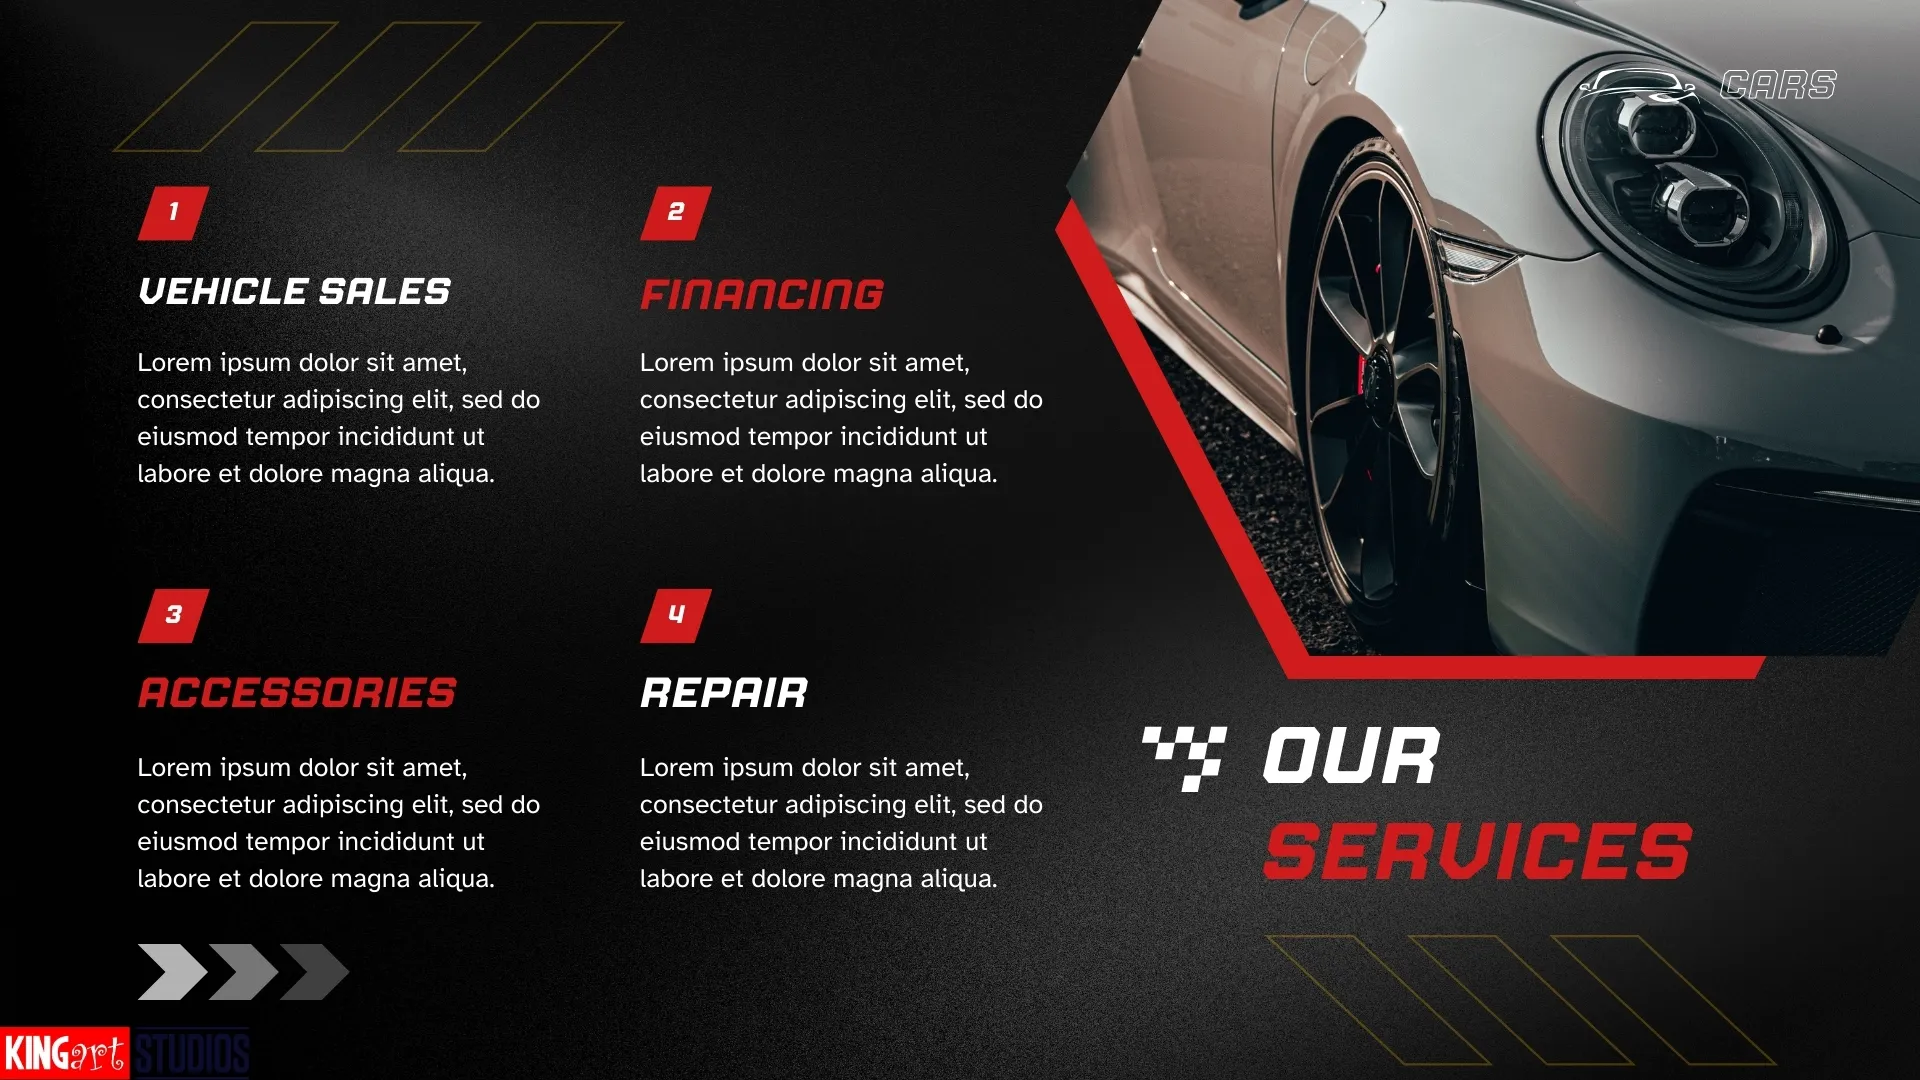 CARS
1
VEHICLE SALES
Lorem ipsum dolor sit amet,
consectetur adipiscing elit, sed do
eiusmod tempor incididunt ut
labore et dolore magna aliqua.
2
FINANCING
Lorem ipsum dolor sit amet,
consectetur adipiscing elit, sed do
eiusmod tempor incididunt ut
labore et dolore magna aliqua.
3
ACCESSORIES
Lorem ipsum dolor sit amet,
consectetur adipiscing elit, sed do
eiusmod tempor incididunt ut
labore et dolore magna aliqua.
4
REPAIR
Lorem ipsum dolor sit amet,
consectetur adipiscing elit, sed do
eiusmod tempor incididunt ut
labore et dolore magna aliqua.
OUR
SERVICES
KINGart STUDIOS